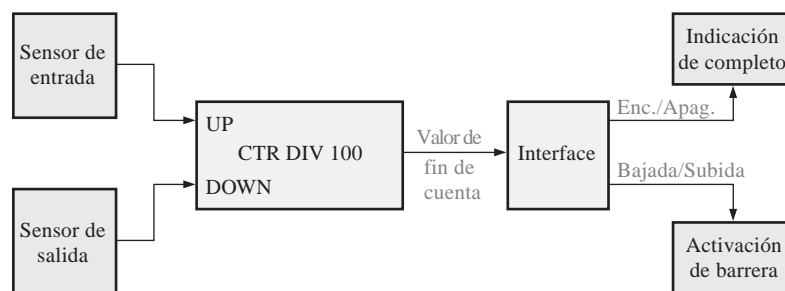 Sensor de
entrada
Sensor de
salida
UP
CTR DIV 100
DOWN
Valor de
fin de
cuenta
Interface
Enc./Apag.
Bajada/Subida
Indicación
de completo
Activación
de barrera